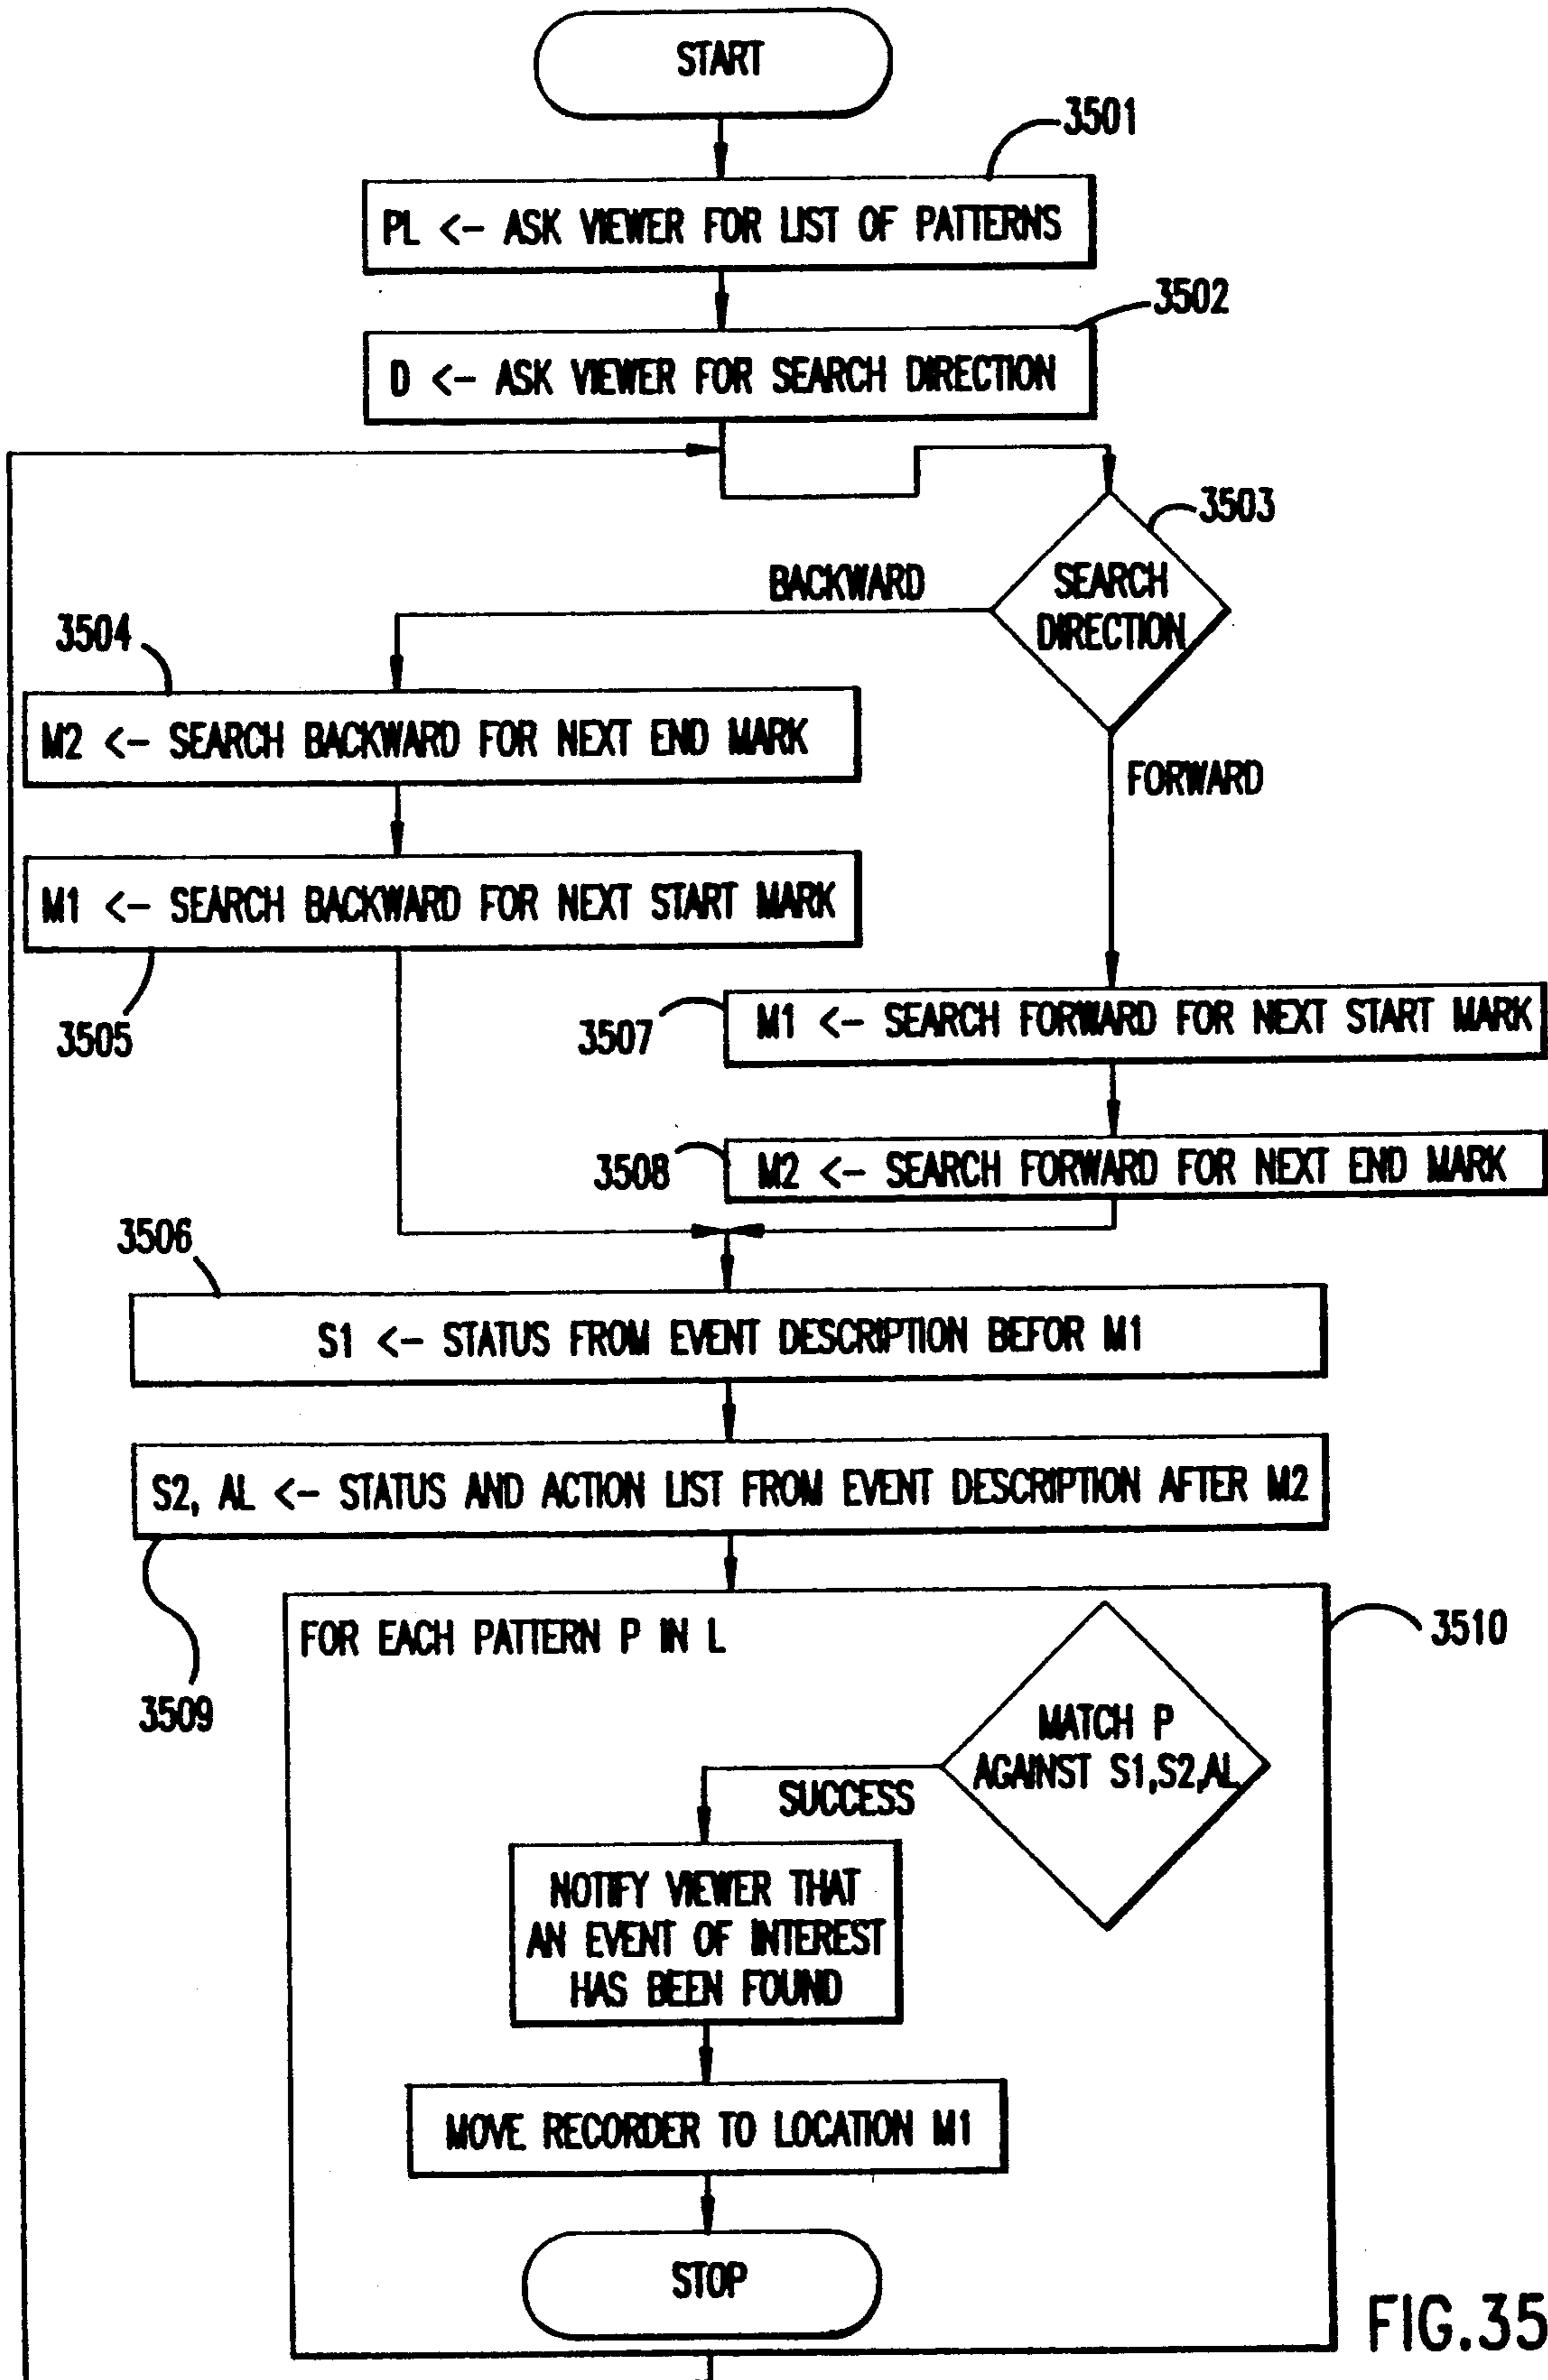 START
3501
PL <- ASK VIEWER FOR LIST OF PATTERNS
3502
D <- ASK VIEWER FOR SEARCH DIRECTION
3503
SEARCH
DIRECTION
BACKWARD
3504
M2 <- SEARCH BACKWARD FOR NEXT END MARK
FORWARD
M1 <- SEARCH BACKWARD FOR NEXT START MARK
3505
3507
M1 <- SEARCH FORWARD FOR NEXT START MARK
3508
M2 <- SEARCH FORWARD FOR NEXT END MARK
3506
S1 <- STATUS FROM EVENT DESCRIPTION BEFOR M1
S2, AL <- STATUS AND ACTION LIST FROM EVENT DESCRIPTION AFTER M2
3509
3510
FOR EACH PATTERN P IN L
MATCH P
AGAINST S1,S2,AL
SUCCESS
NOTIFY VIEWER THAT
AN EVENT OF INTEREST
HAS BEEN FOUND
MOVE RECORDER TO LOCATION M1
STOP
FIG.35